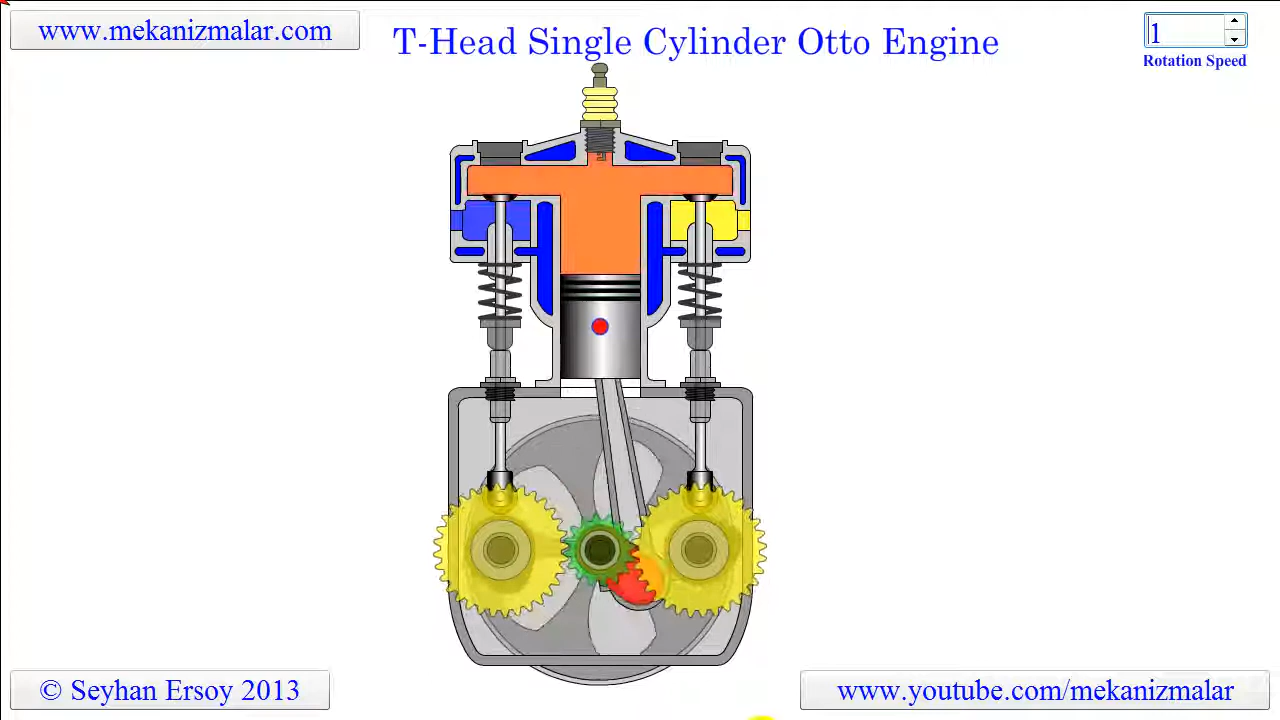 www.mekanizmalar.com
T-Head Single Cylinder Otto Engine
1
Rotation Speed
© Seyhan Ersoy 2013
www.youtube.com/mekanizmalar